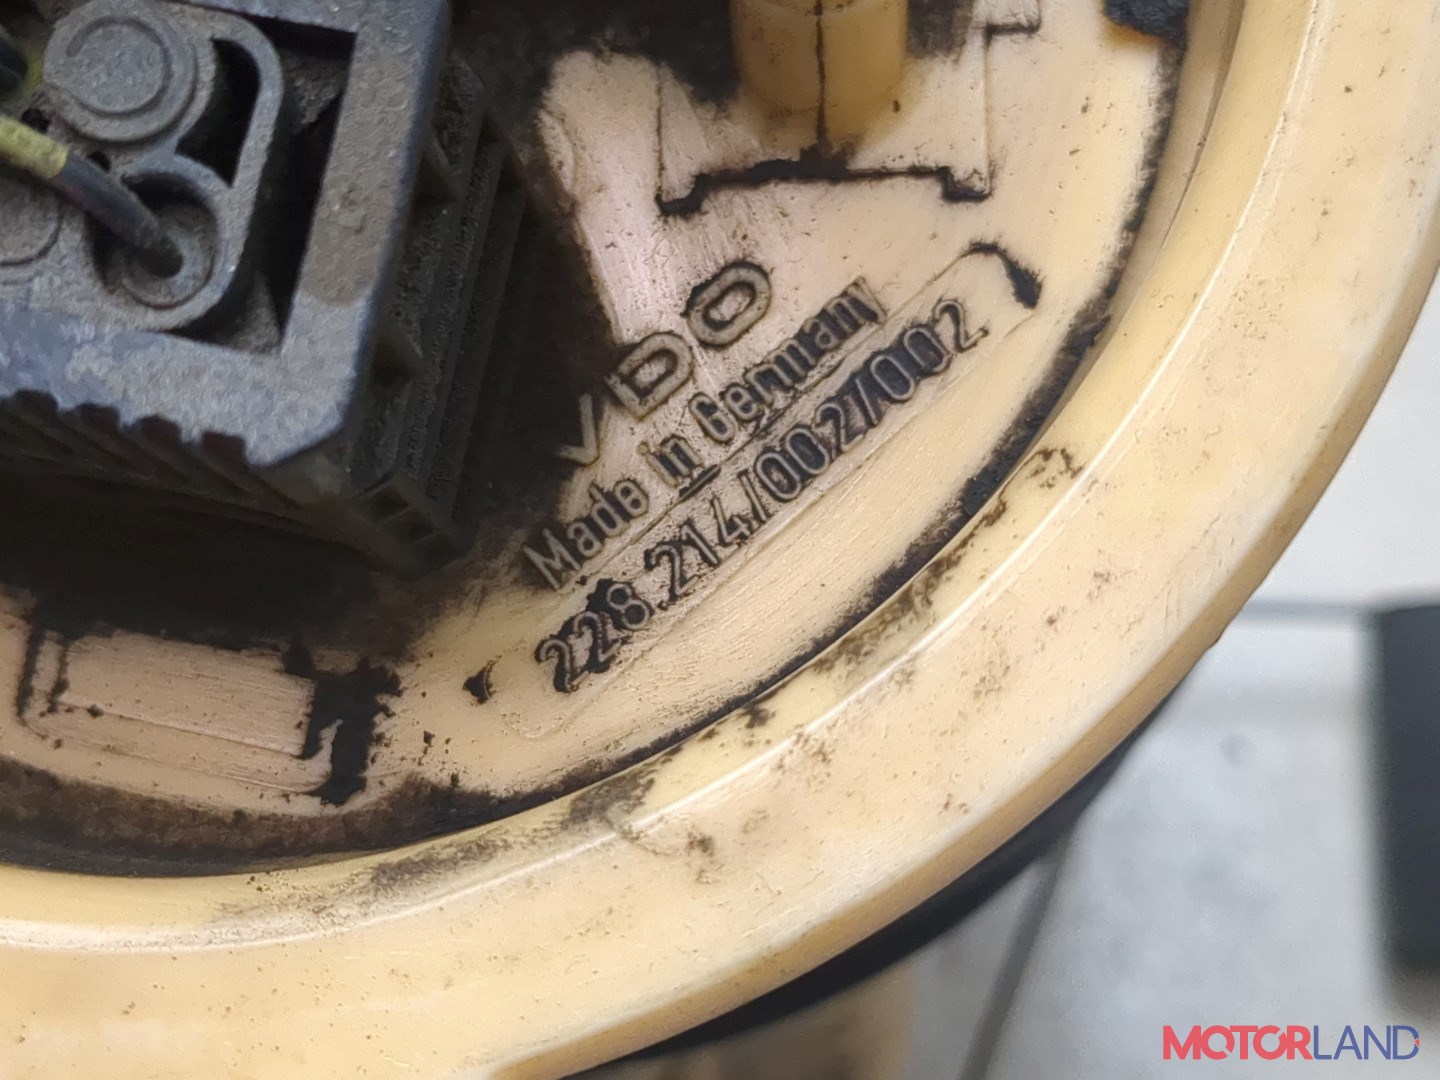 VDO
Made in Germany
228.214/002/002
MOTORLAND